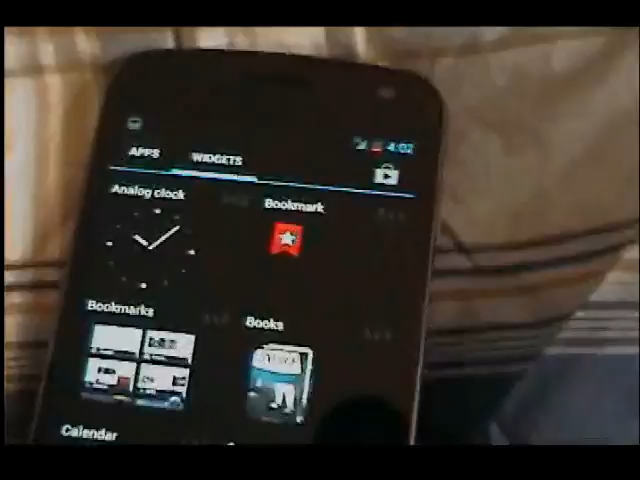 4:02
APPS WIDGETS
Analog clock
Bookmark
Bookmarks
Books
Calendar